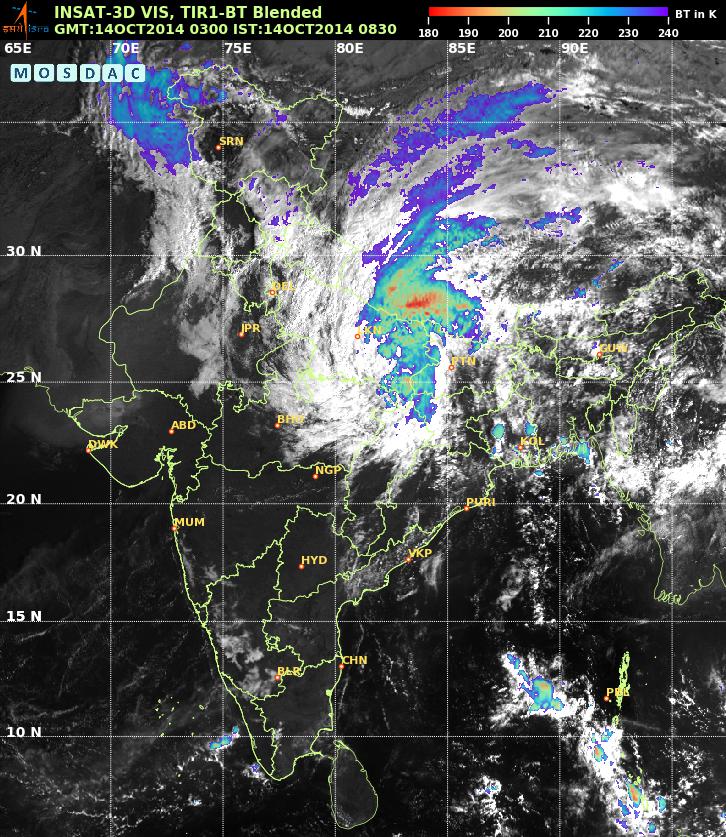 INSAT-3D VIS, TIR1-BT Blended
GMT:14OCT2014 0300 IST:14OCT2014 0830
BT in K
180 190 200 210 220 230 240
65E 70E 75E 80E 85E 90E
MOSDAC
SRN
30 N
DEL
JPR
LKN
GUW
PTN
25 N
ABD
BHP
DWK
KOL
NGP
20 N
PURI
MUM
VKP
HYD
15 N
CHN
BLR
PBL
10 N